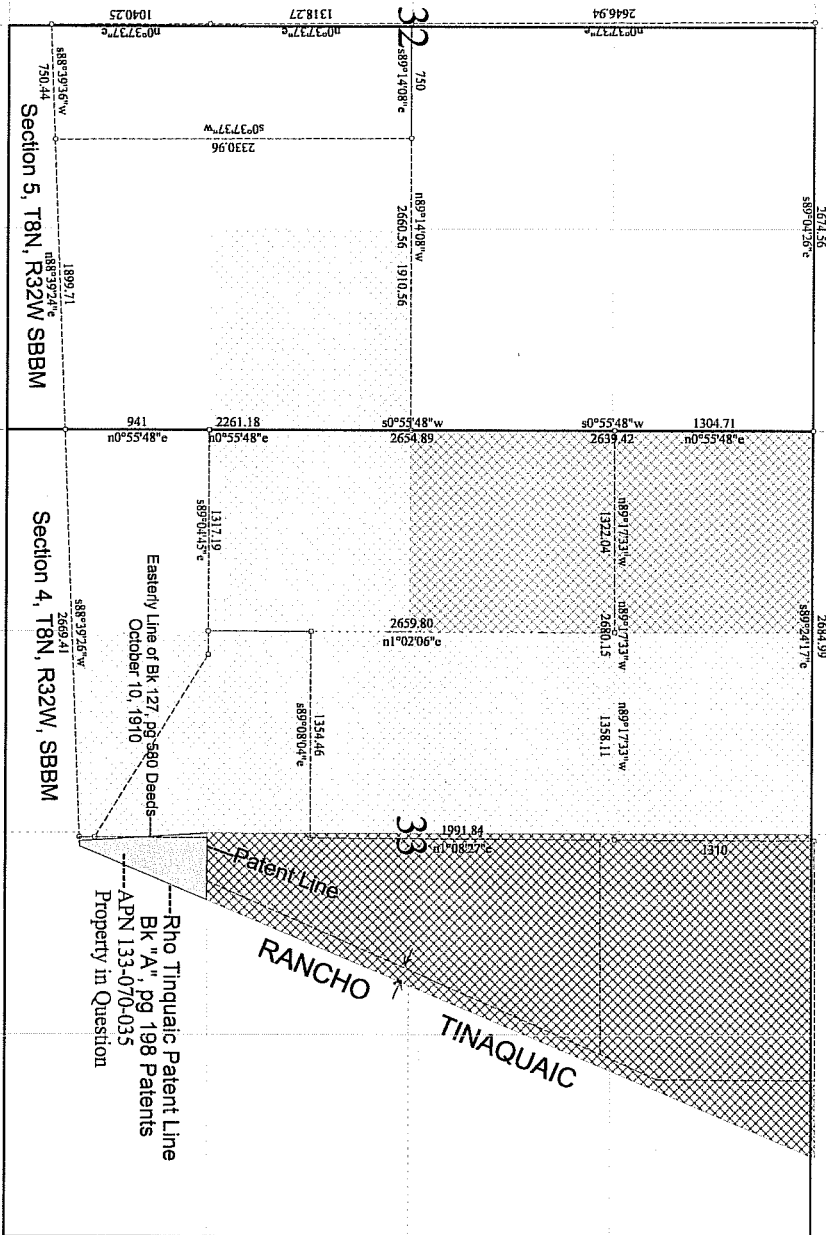 1040.25
n0°37'37"e
1318.27
n0°37'37"e
32
2646.94
n0°37'37"e
s88°39'36"w
750.44
s0°37'37"w
2330.96
750
s89°14'08"e
n89°14'08"w
2660.56
1910.56
2674.56
s89°04'26"e
Section 5, T8N, R32W SBBM
1899.71
n88°39'24"e
941
n0°55'48"e
2261.18
n0°55'48"e
s0°55'48"w
2654.89
s0°55'48"w
2639.42
1304.71
n0°55'48"e
1317.19
s89°04'45"e
n89°17'33"w
1322.04
n89°17'33"w
2680.15
n89°17'33"w
1358.11
2684.99
s89°24'17"e
2659.80
n1°02'06"e
1354.46
s89°08'04"e
Section 4, T8N, R32W, SBBM
s88°39'26"w
2669.41
Easterly Line of Bk 127, pg 580 Deeds
October 10, 1910
33
1991.84
n1°08'27"e
1310
Patent Line
RANCHO
TINAQUAIC
Rho Tinquaic Patent Line
Bk "A", pg 198 Patents
APN 133-070-035
Property in Question